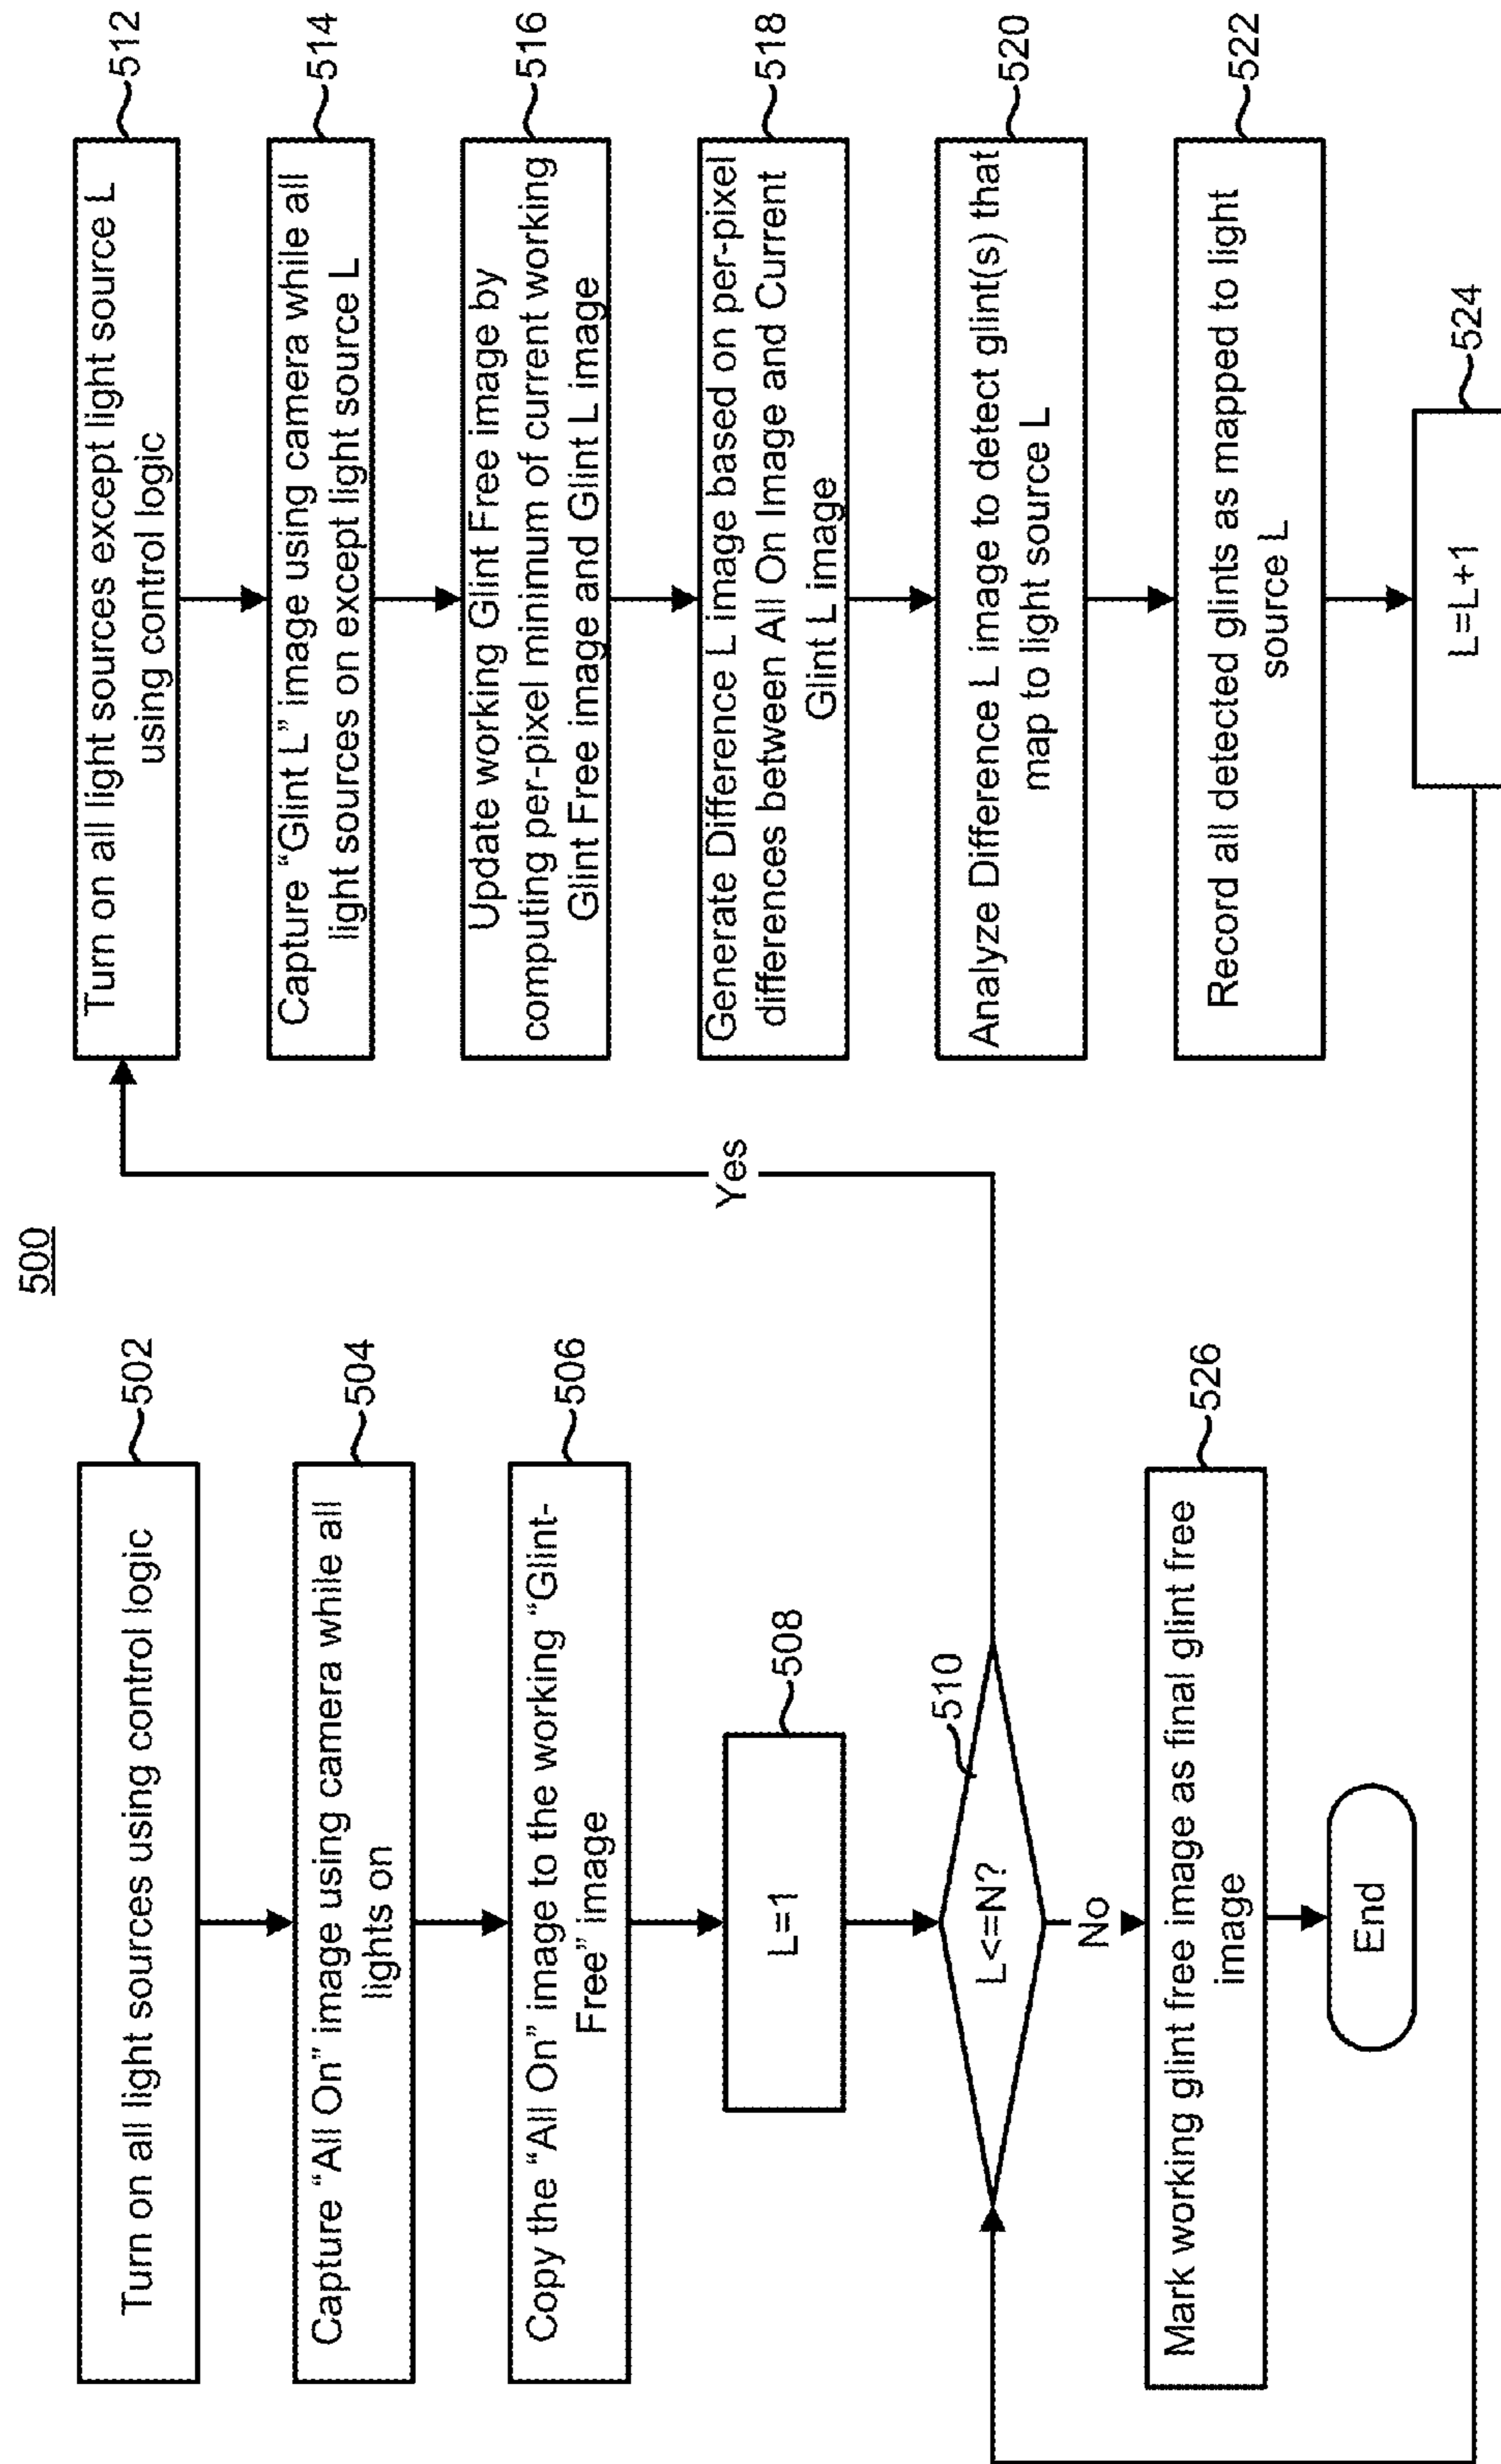 500
Turn on all light sources using control logic
502
Capture “All On” image using camera while all
lights on
504
Copy the “All On” image to the working “Glint-
Free” image
506
L=1
508
L<=N?
510
Yes
No
Mark working glint free image as final glint free
image
526
End
Turn on all light sources except light source L
using control logic
512
Capture “Glint L” image using camera while all
light sources on except light source L
514
Update working Glint Free image by
computing per-pixel minimum of current working
Glint Free image and Glint L image
516
Generate Difference L image based on per-pixel
differences between All On Image and Current
Glint L image
518
Analyze Difference L image to detect glint(s) that
map to light source L
520
Record all detected glints as mapped to light
source L
522
L=L+1
524